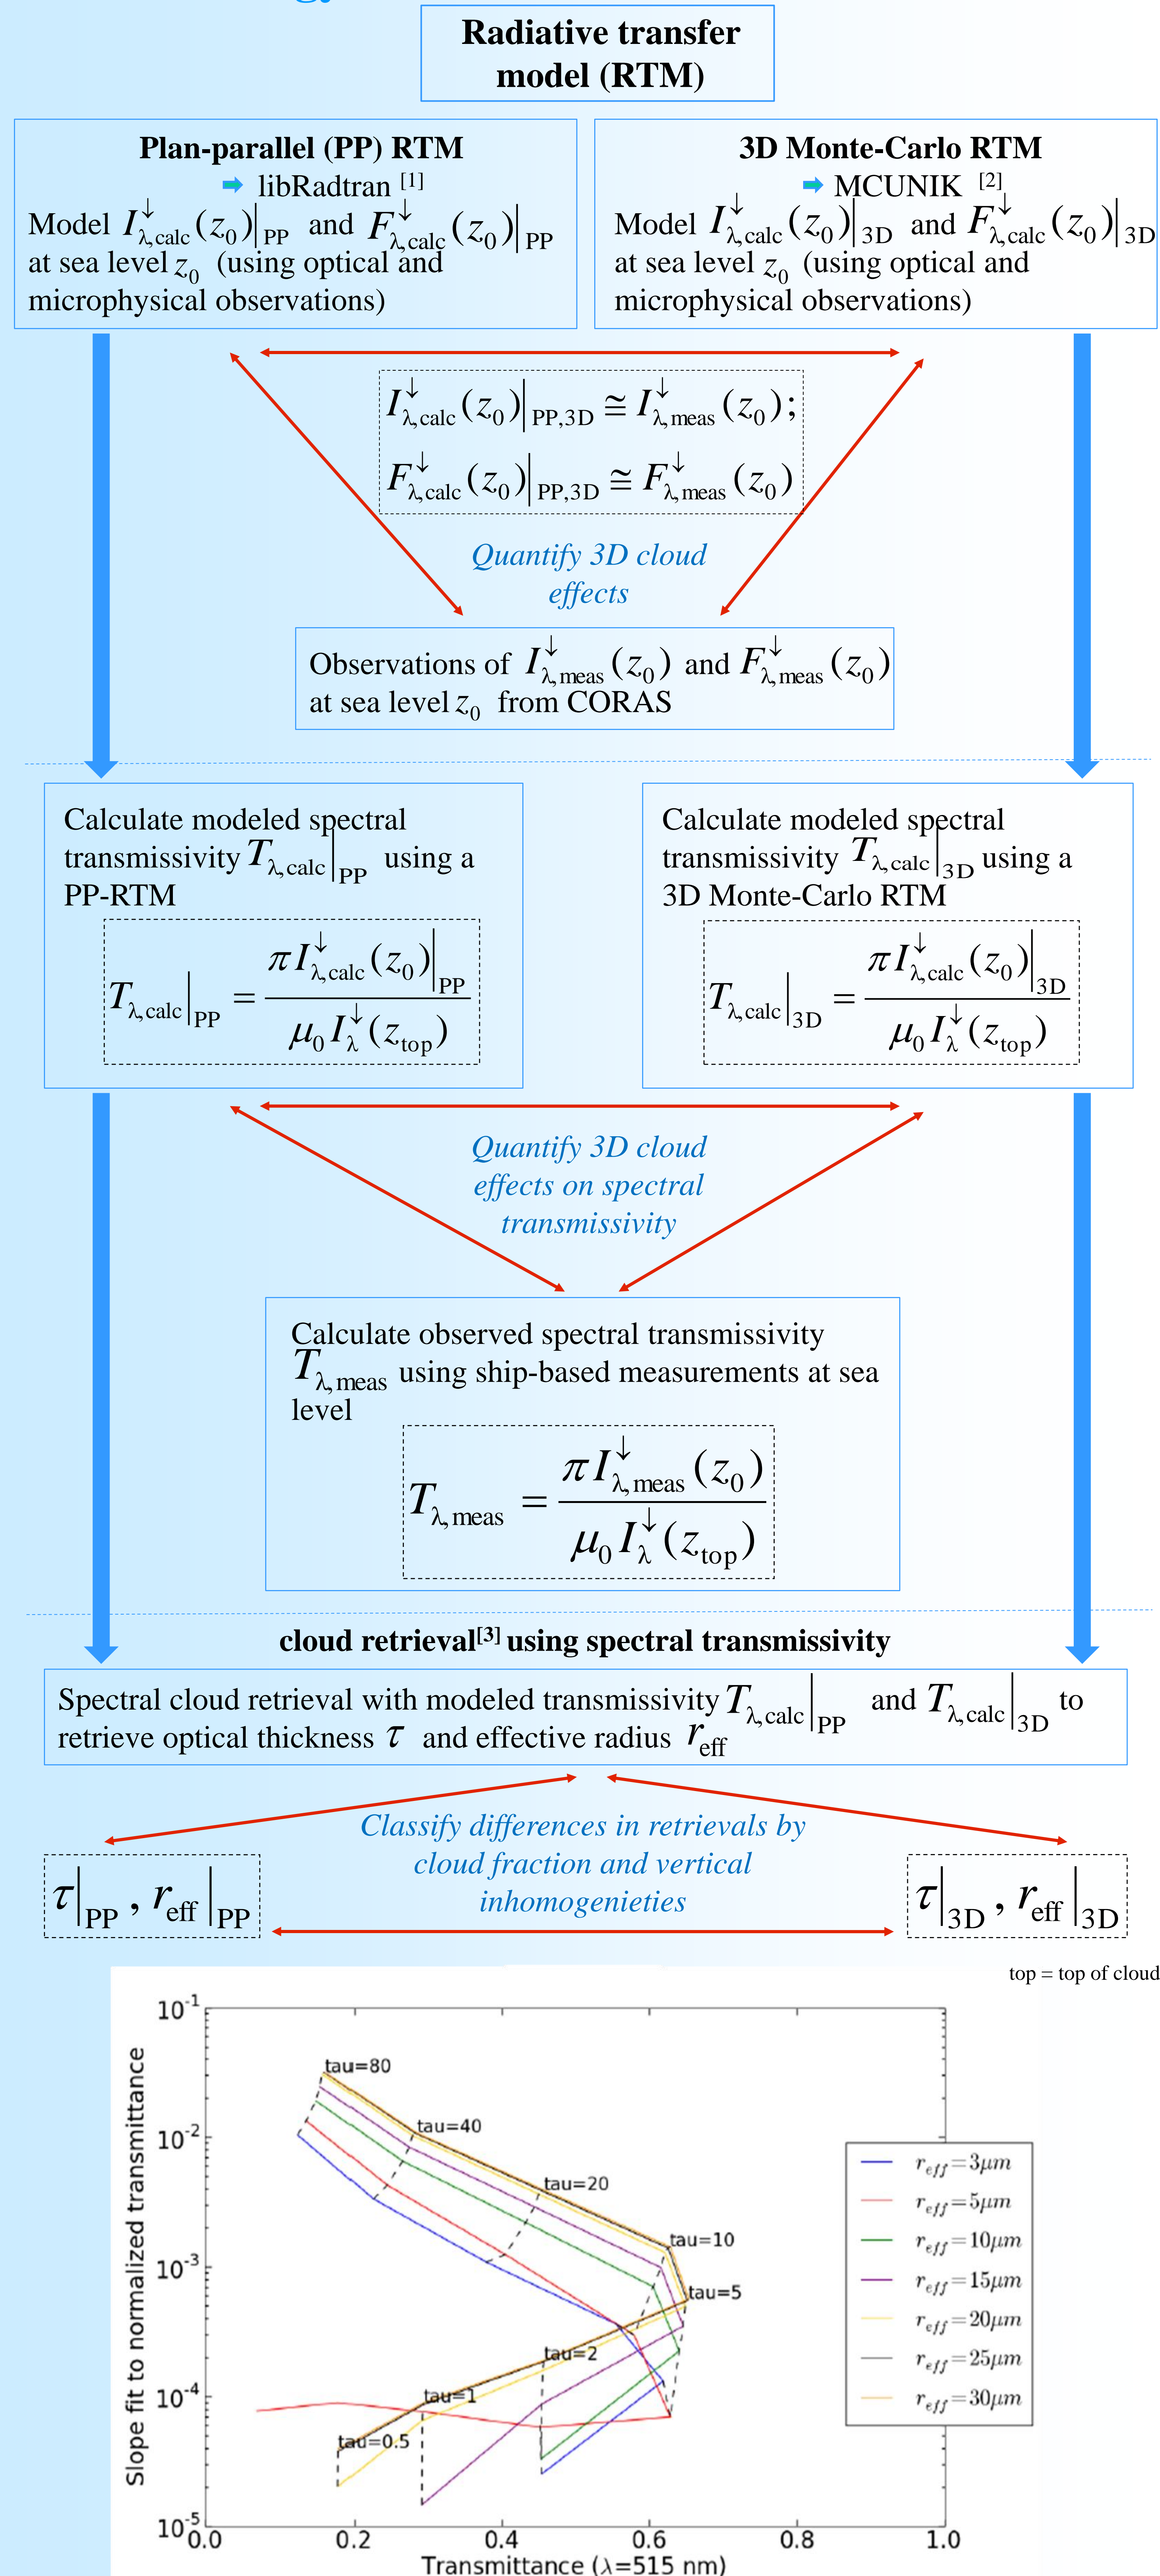 Radiative transfer
model (RTM)
Plan-parallel (PP) RTM
libRadtran [1]
Model I↓λ,calc(z0)|PP and F↓λ,calc(z0)|PP
at sea level z0 (using optical and
microphysical observations)
3D Monte-Carlo RTM
MCUNIK [2]
Model I↓λ,calc(z0)|3D and F↓λ,calc(z0)|3D
at sea level z0 (using optical and
microphysical observations)
I↓λ,calc(z0)|PP,3D ≅ I↓λ,meas(z0);
F↓λ,calc(z0)|PP,3D ≅ F↓λ,meas(z0)
Quantify 3D cloud
effects
Observations of I↓λ,meas(z0) and F↓λ,meas(z0)
at sea level z0 from CORAS
Calculate modeled spectral
transmissivity Tλ,calc|PP using a
PP-RTM
Tλ,calc|PP = πI↓λ,calc(z0)|PP / μ0I↓λ(ztop)
Calculate modeled spectral
transmissivity Tλ,calc|3D using a
3D Monte-Carlo RTM
Tλ,calc|3D = πI↓λ,calc(z0)|3D / μ0I↓λ(ztop)
Quantify 3D cloud
effects on spectral
transmissivity
Calculate observed spectral transmissivity
Tλ,meas using ship-based measurements at sea
level
Tλ,meas = πI↓λ,meas(z0) / μ0I↓λ(ztop)
cloud retrieval[3] using spectral transmissivity
Spectral cloud retrieval with modeled transmissivity Tλ,calc|PP and Tλ,calc|3D to
retrieve optical thickness τ and effective radius reff
Classify differences in retrievals by
cloud fraction and vertical
inhomogenieties
τ|PP , reff|PP
τ|3D , reff|3D
top = top of cloud
Slope fit to normalized transmittance
10-1
10-2
10-3
10-4
10-5
tau=80
tau=40
tau=20
tau=10
tau=5
tau=2
tau=1
tau=0.5
reff=3μm
reff=5μm
reff=10μm
reff=15μm
reff=20μm
reff=25μm
reff=30μm
0.0 0.2 0.4 0.6 0.8 1.0
Transmittance (λ=515 nm)